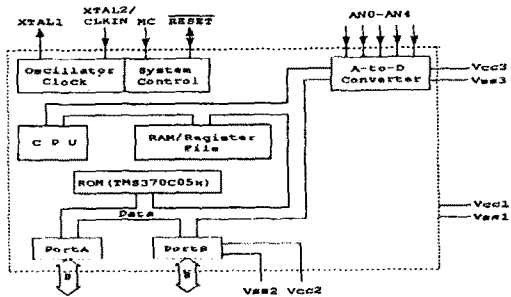 XTAL1
XTAL2/
CLKIN
MC
RESET
AN0-AN4
Oscillator
Clock
System
Control
A-to-D
Converter
Vcc3
Vss3
C P U
RAM/Register
File
ROM (TMS370C05x)
Data
Vcc1
Vss1
PortA
PortB
8
8
Vss2
Vcc2